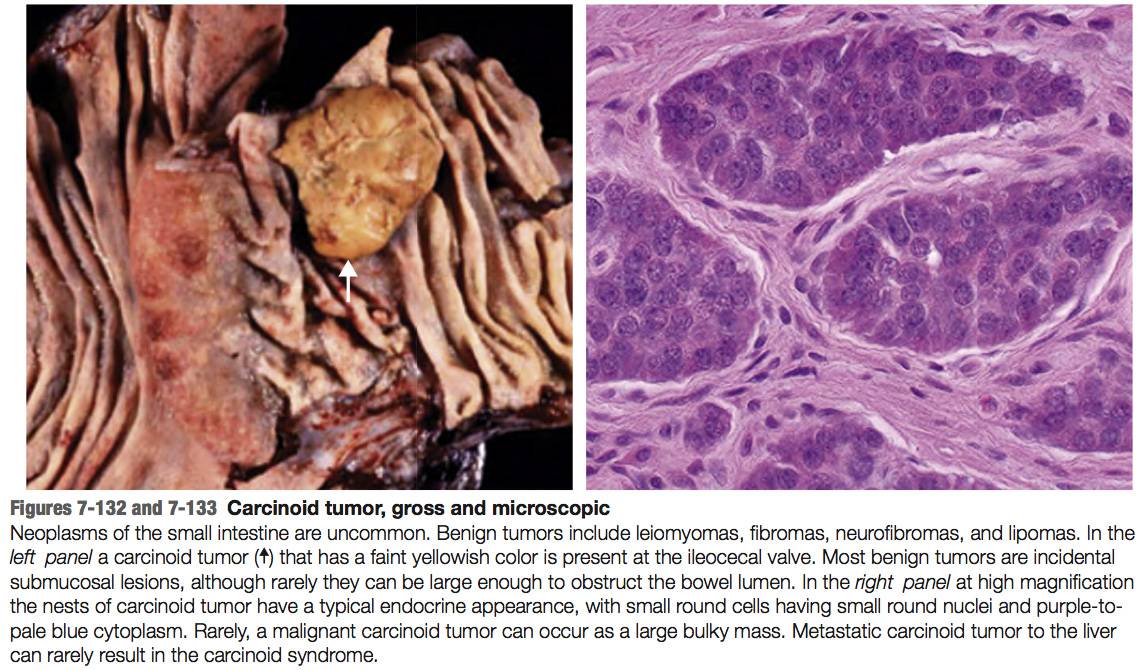 Figures 7-132 and 7-133 Carcinoid tumor, gross and microscopic
Neoplasms of the small intestine are uncommon. Benign tumors include leiomyomas, fibromas, neurofibromas, and lipomas. In the
left panel a carcinoid tumor (↑) that has a faint yellowish color is present at the ileocecal valve. Most benign tumors are incidental
submucosal lesions, although rarely they can be large enough to obstruct the bowel lumen. In the right panel at high magnification
the nests of carcinoid tumor have a typical endocrine appearance, with small round cells having small round nuclei and purple-to-
pale blue cytoplasm. Rarely, a malignant carcinoid tumor can occur as a large bulky mass. Metastatic carcinoid tumor to the liver
can rarely result in the carcinoid syndrome.